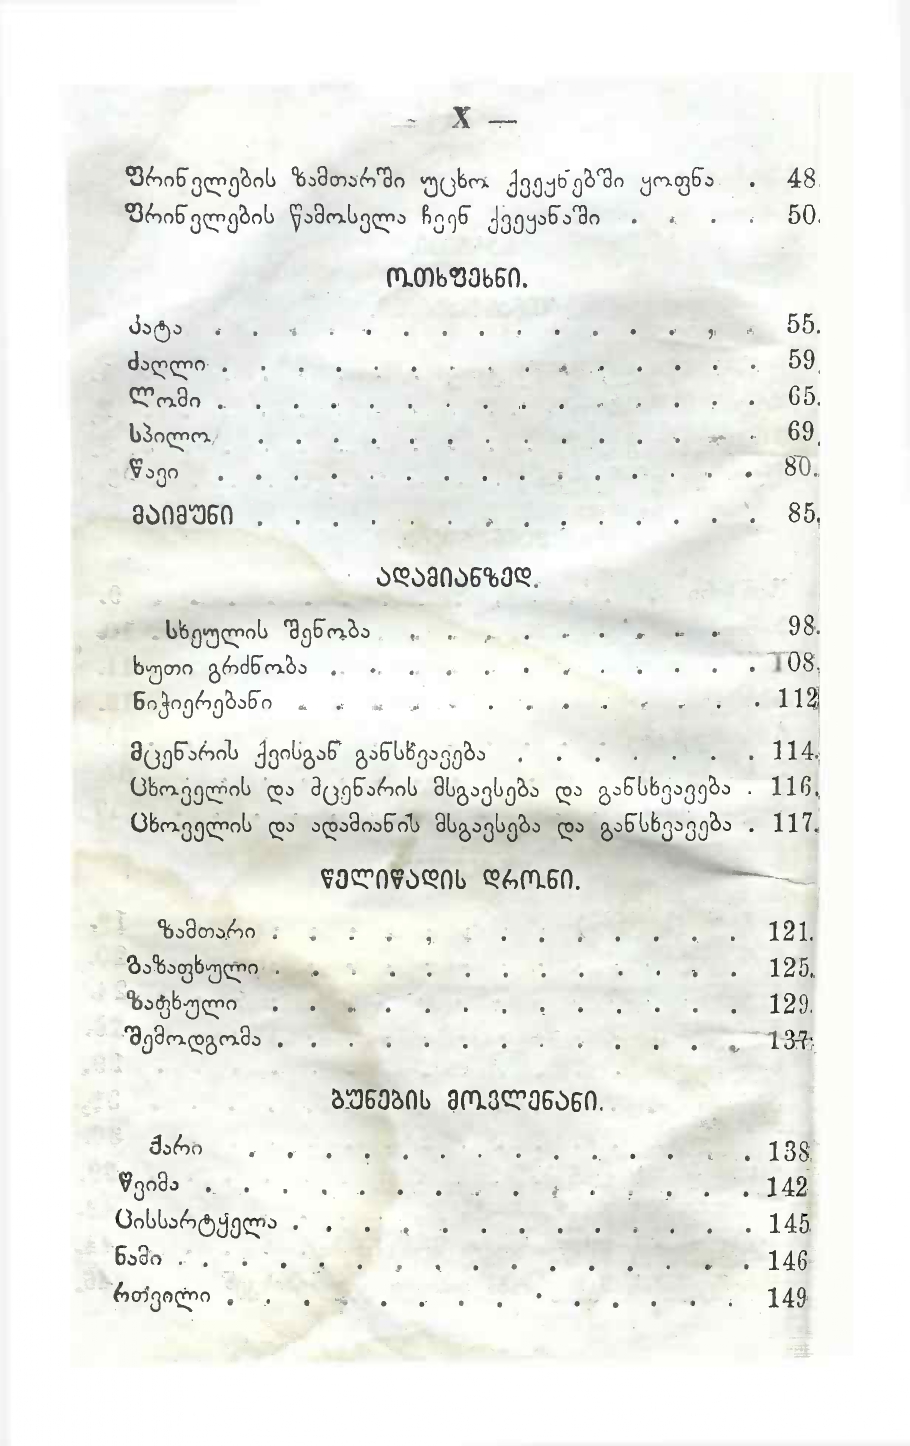 — X —
ფრინველების ზამთარში უცხო ქვეყნებში ყოფნა . 48.
ფრინველების წამოსვლა ჩვენ ქვეყანაში . . . . 50.
ოთხფეხნი.
კატა . . . . . . . . . . . . . . . 55.
ძაღლი . . . . . . . . . . . . . . . 59.
ლომი . . . . . . . . . . . . . . . 65.
სპილო . . . . . . . . . . . . . . 69.
წავი . . . . . . . . . . . . . . . 80.
მაიმუნი . . . . . . . . . . . . . . 85.
ადამიანზედ.
სხეულის შენობა . . . . . . . . . 98.
ხუთი გრძნობა . . . . . . . . . . . . 108.
ნიჭიერებანი . . . . . . . . . . . . . 112
მცენარის ქვისგან განსხვავება . . . . . . . 114.
ცხოველის და მცენარის მსგავსება და განსხვავება . 116.
ცხოველის და ადამიანის მსგავსება და განსხვავება . 117.
წელიწადის დრონი.
ზამთარი . . . . . . . . . . . . . 121.
გაზაფხული . . . . . . . . . . . . . 125.
ზაფხული . . . . . . . . . . . . . 129.
შემოდგომა . . . . . . . . . . . . . 137.
ბუნების მოვლენანი.
ქარი . . . . . . . . . . . . . . 138
წვიმა . . . . . . . . . . . . . . . 142
ცისსარტყელა . . . . . . . . . . . . . 145
ნამი . . . . . . . . . . . . . . . . 146
რთვილი . . . . . . . . . . . . . . 149